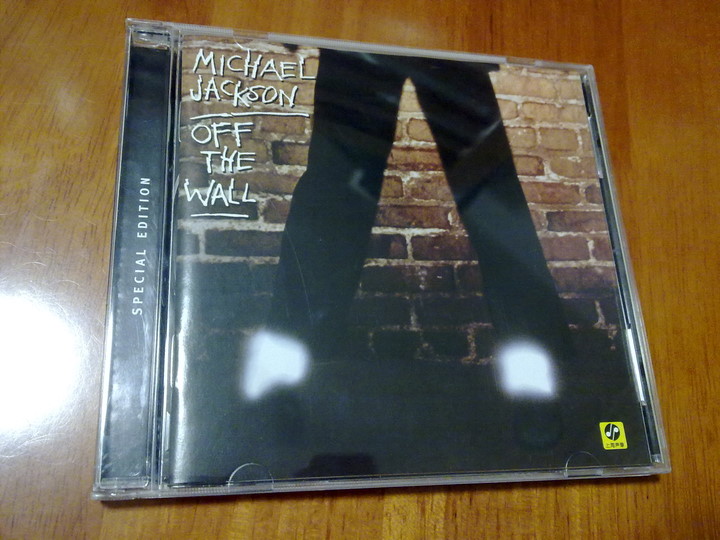 MICHAEL
JACKSON
OFF
THE
WALL
SPECIAL EDITION